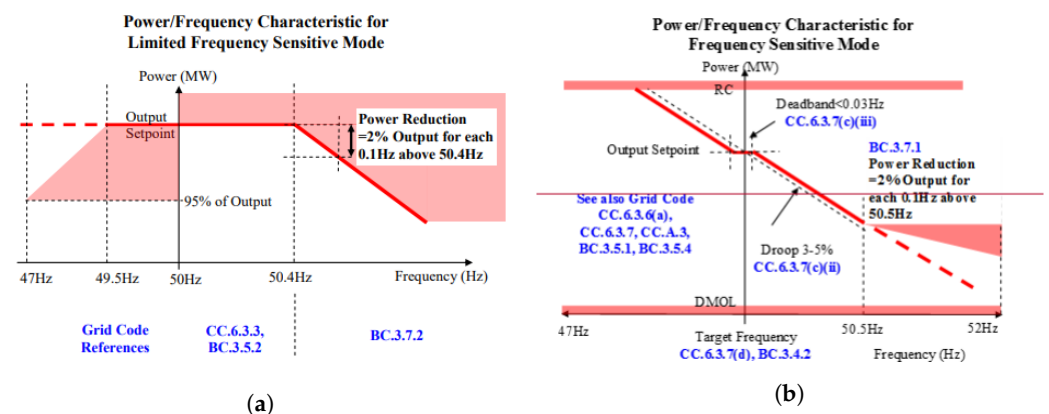 Power/Frequency Characteristic for
Limited Frequency Sensitive Mode
Power (MW)
Output
Setpoint
Power Reduction
=2% Output for each
0.1Hz above 50.4Hz
95% of Output
47Hz
49.5Hz
50Hz
50.4Hz
Frequency (Hz)
Grid Code
References
CC.6.3.3,
BC.3.5.2
BC.3.7.2
(a)
Power/Frequency Characteristic for
Frequency Sensitive Mode
Power (MW)
RC
Deadband<0.03Hz
CC.6.3.7(c)(iii)
Output Setpoint
BC.3.7.1
Power Reduction
=2% Output for
each 0.1Hz above
50.5Hz
See also Grid Code
CC.6.3.6(a),
CC.6.3.7, CC.A.3,
BC.3.5.1, BC.3.5.4
Droop 3-5%
CC.6.3.7(c)(ii)
DMOL
47Hz
50.5Hz
52Hz
Target Frequency
CC.6.3.7(d), BC.3.4.2
Frequency (Hz)
(b)